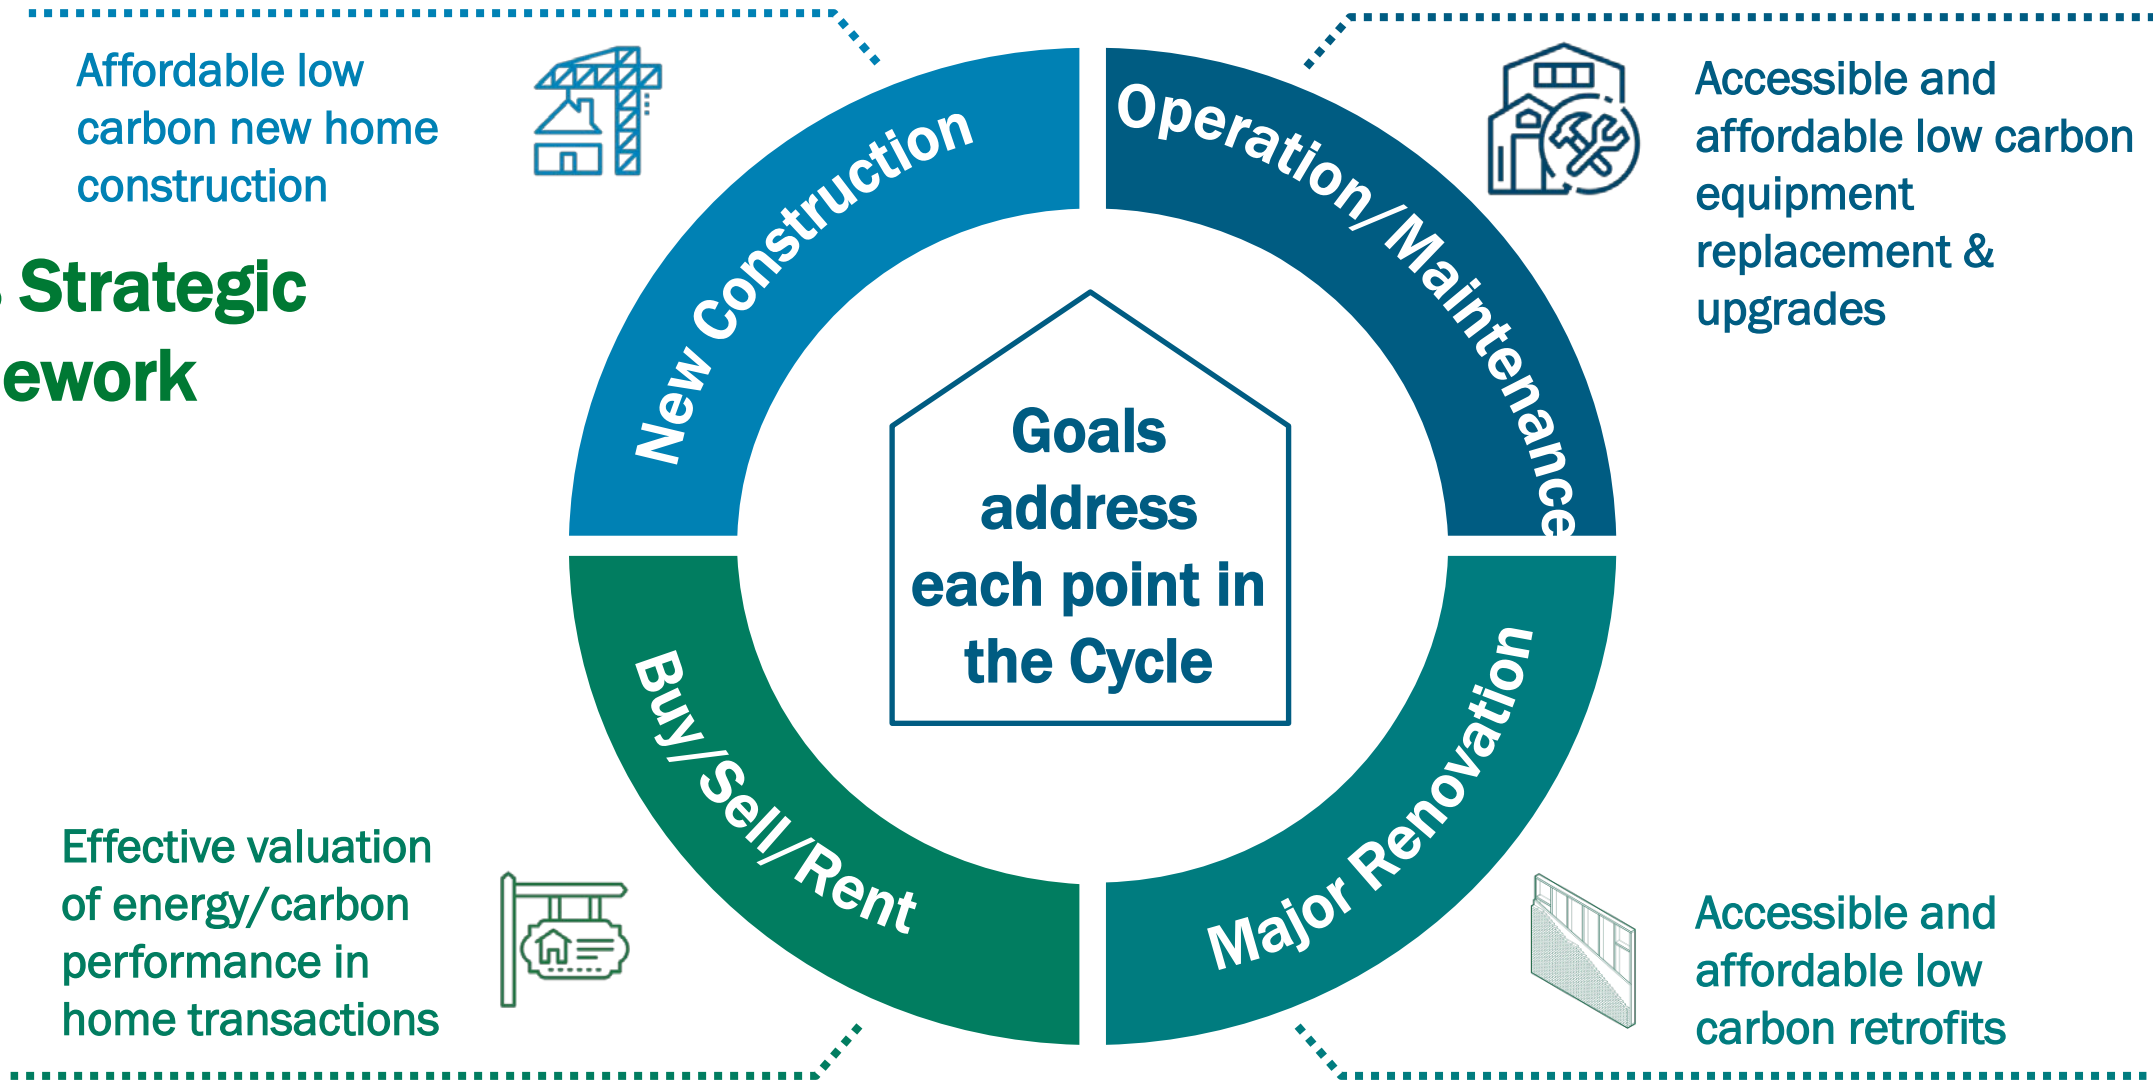 Affordable low
carbon new home
construction
Strategic
ework
New Construction
Operation/Maintenance
Accessible and
affordable low carbon
equipment
replacement &
upgrades
Goals
address
each point in
the Cycle
Buy/Sell/Rent
Major Renovation
Effective valuation
of energy/carbon
performance in
home transactions
Accessible and
affordable low
carbon retrofits